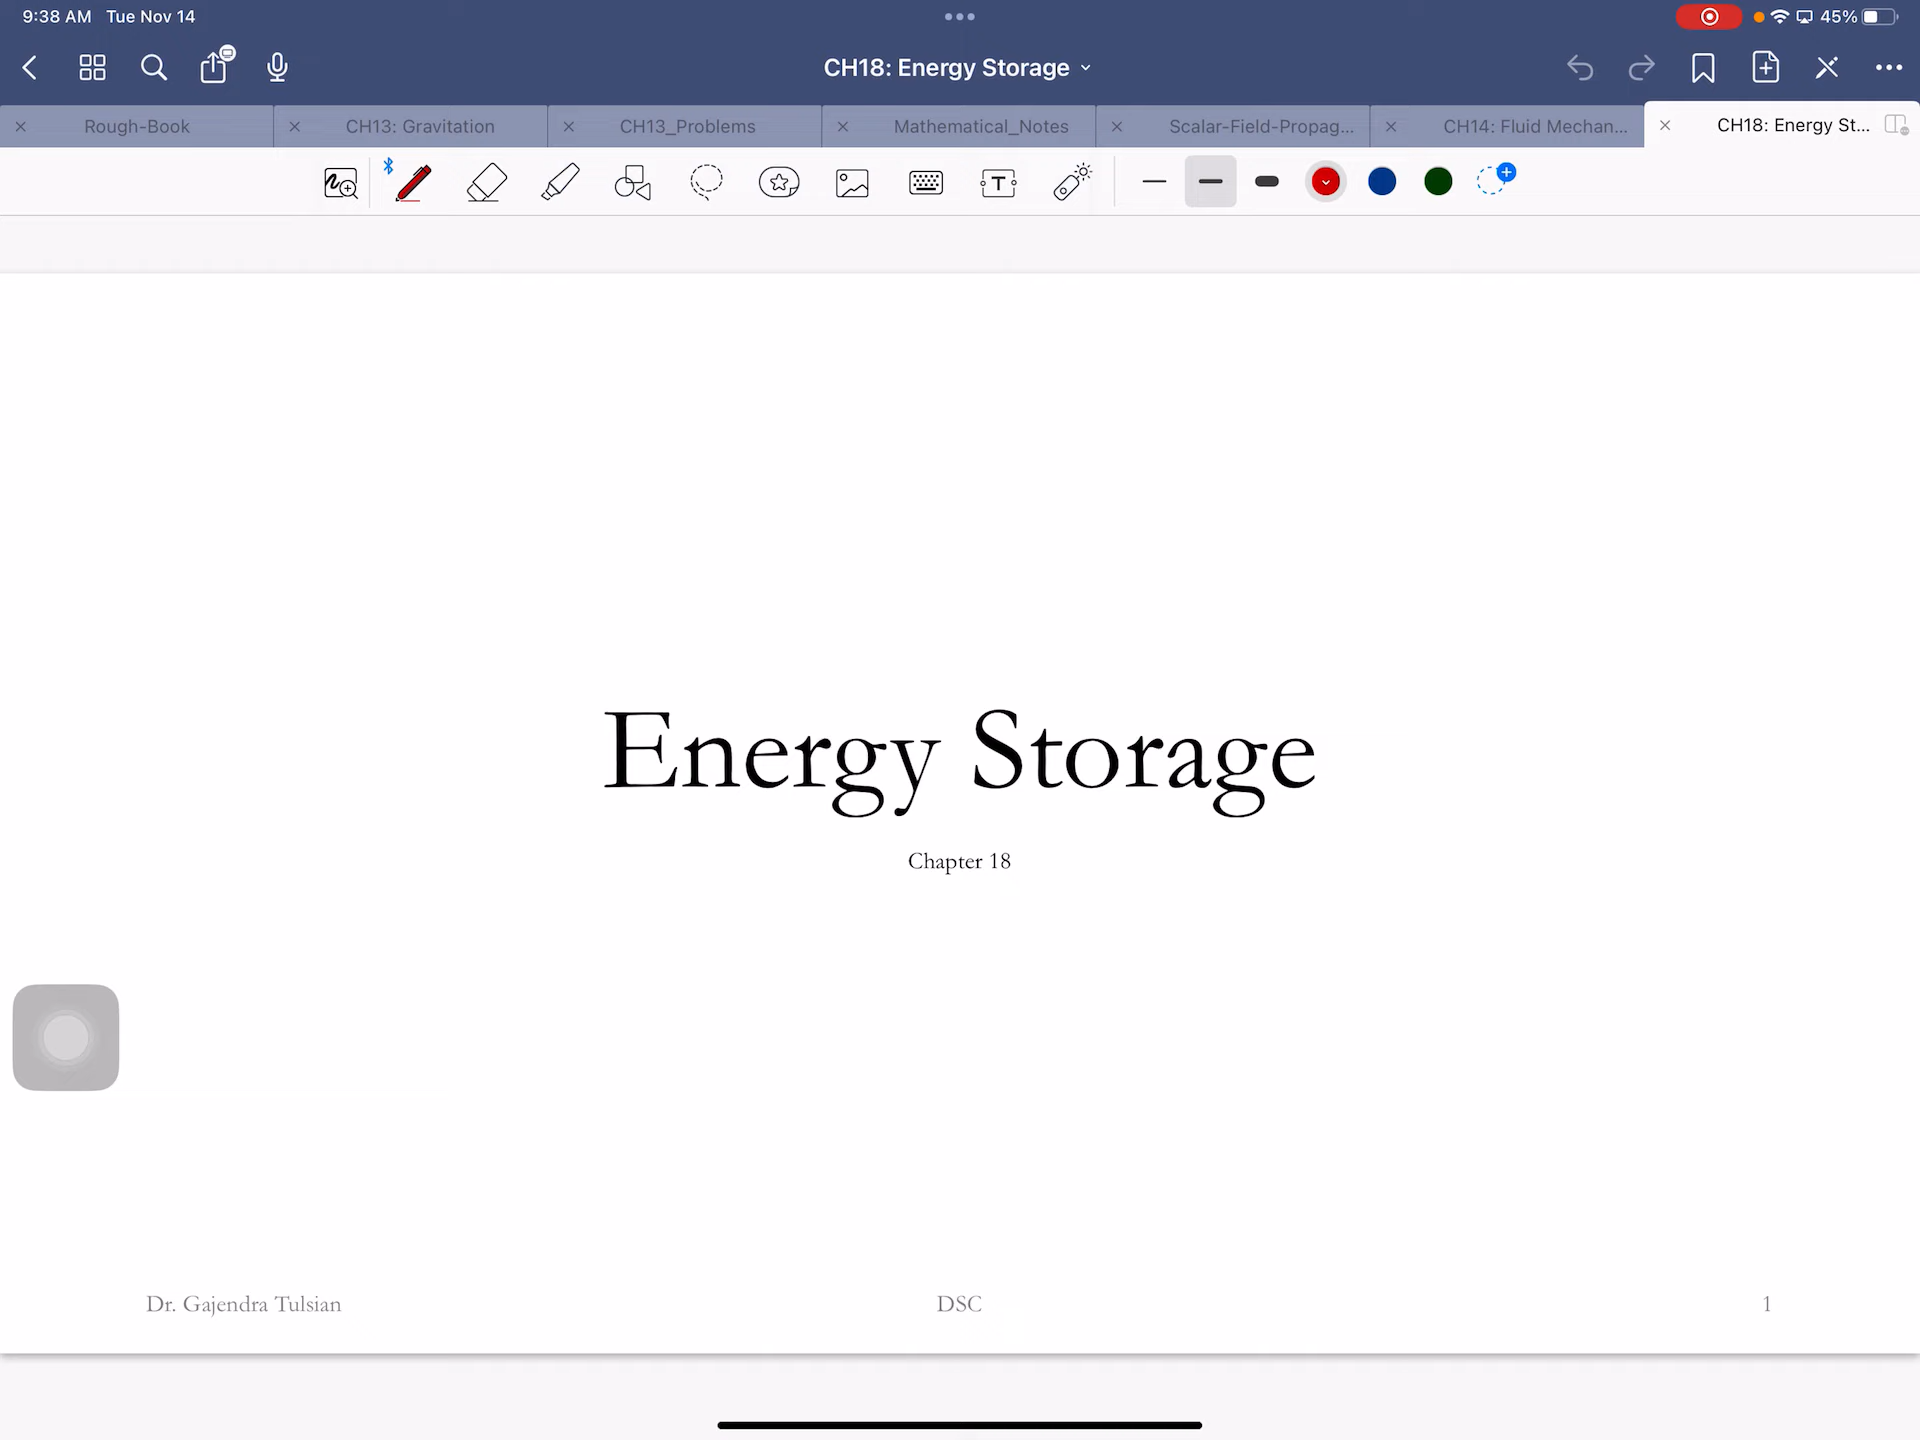 9:38 AM Tue Nov 14
45%
CH18: Energy Storage
Rough-Book
CH13: Gravitation
CH13_Problems
Mathematical_Notes
Scalar-Field-Propag...
CH14: Fluid Mechan...
CH18: Energy St...
T
Energy Storage
Chapter 18
Dr. Gajendra Tulsian
DSC
1